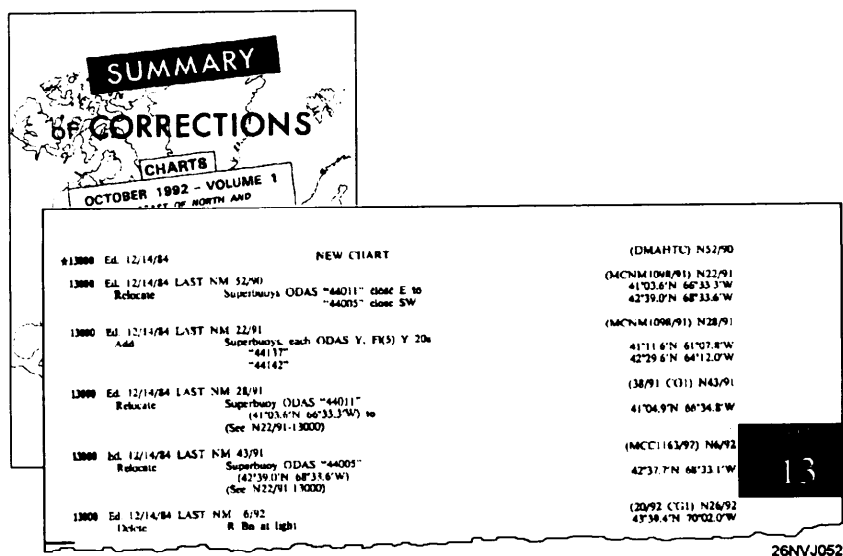 SUMMARY
OF CORRECTIONS
CHARTS
OCTOBER 1992 - VOLUME 1
OF NORTH AND
★13000 Ed. 12/14/84 NEW CHART (DMAHTC) N52/90
13000 Ed. 12/14/84 LAST NM 52/90 (MCNM1098/91) N22/91
Relocate Superbuoys ODAS "44011" close E to 41°03.6'N 66°33.3'W
"44005" close SW 42°39.0'N 68°33.6'W
13000 Ed. 12/14/84 LAST NM 22/91 (MCNM1098/91) N28/91
Add Superbuoys, each ODAS Y, Fl(5) Y 20s
"44137" 41°11.6'N 61°07.8'W
"44142" 42°29.6'N 64°12.0'W
13000 Ed. 12/14/84 LAST NM 28/91 (38/91 CG1) N43/91
Relocate Superbuoy ODAS "44011"
(41°03.6'N 66°33.3'W) to 41°04.9'N 66°34.8'W
(See N22/91-13000)
13000 Ed. 12/14/84 LAST NM 43/91 (MCC1163/92) N6/92
Relocate Superbuoy ODAS "44005"
(42°39.0'N 68°33.6'W) 42°37.7'N 68°33.1'W
(See N22/91 13000)
13000 Ed 12/14/84 LAST NM 6/92 (20/92 CG1) N26/92
Delete R Bn at light 43°39.4'N 70°02.0'W
13
26NVJ052